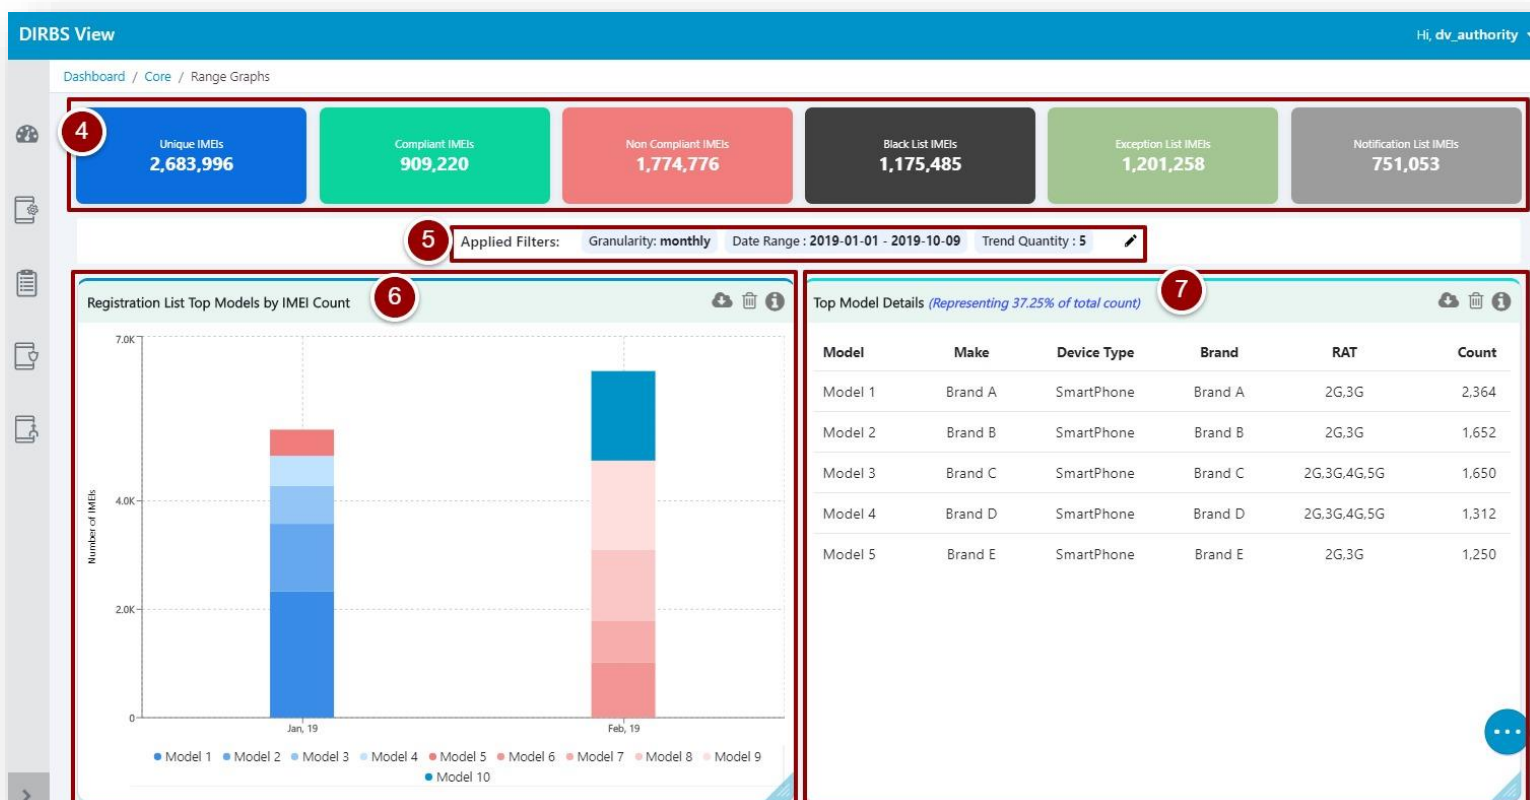 DIRBS View
Hi, dv_authority
Dashboard / Core / Range Graphs
4
Unique IMEIs
2,683,996
Compliant IMEIs
909,220
Non Compliant IMEIs
1,774,776
Black List IMEIs
1,175,485
Exception List IMEIs
1,201,258
Notification List IMEIs
751,053
5
Applied Filters: Granularity: monthly Date Range : 2019-01-01 - 2019-10-09 Trend Quantity : 5
Registration List Top Models by IMEI Count
6
7.0K
4.0K
2.0K
0
Number of IMEIs
Jan, 19 Feb, 19
Model 1 Model 2 Model 3 Model 4 Model 5 Model 6 Model 7 Model 8 Model 9
Model 10
Top Model Details (Representing 37.25% of total count)
7
Model Make Device Type Brand RAT Count
Model 1 Brand A SmartPhone Brand A 2G,3G 2,364
Model 2 Brand B SmartPhone Brand B 2G,3G 1,652
Model 3 Brand C SmartPhone Brand C 2G,3G,4G,5G 1,650
Model 4 Brand D SmartPhone Brand D 2G,3G,4G,5G 1,312
Model 5 Brand E SmartPhone Brand E 2G,3G 1,250